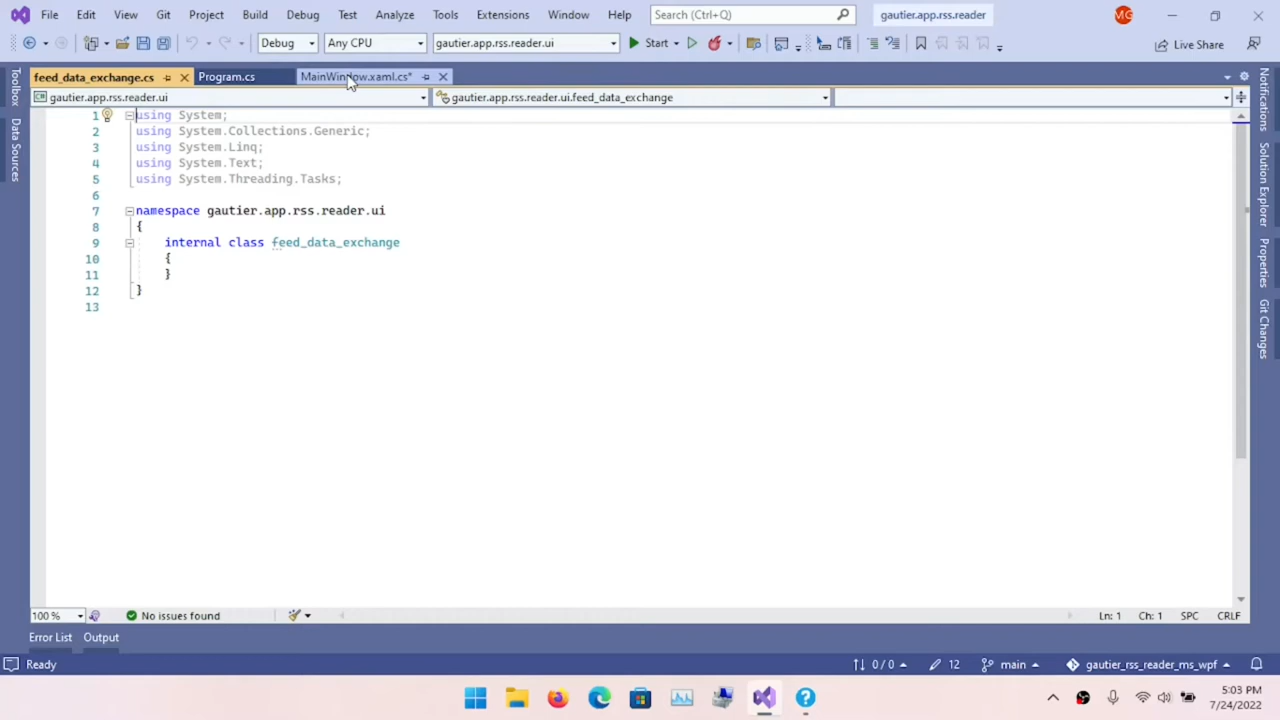 File Edit View Git Project Build Debug Test Analyze Tools Extensions Window Help Search (Ctrl+Q) gautier.app.rss.reader MG
Debug Any CPU gautier.app.rss.reader.ui Start Live Share
feed_data_exchange.cs Program.cs MainWindow.xaml.cs*
gautier.app.rss.reader.ui gautier.app.rss.reader.ui.feed_data_exchange
Toolbox
Data Sources
1 using System;
2 using System.Collections.Generic;
3 using System.Linq;
4 using System.Text;
5 using System.Threading.Tasks;
6
7 namespace gautier.app.rss.reader.ui
8 {
9 internal class feed_data_exchange
10 {
11 }
12 }
13
Notifications
Solution Explorer
Properties
Git Changes
100 % No issues found Ln: 1 Ch: 1 SPC CRLF
Error List Output
Ready 0 / 0 12 main gautier_rss_reader_ms_wpf
5:03 PM
7/24/2022